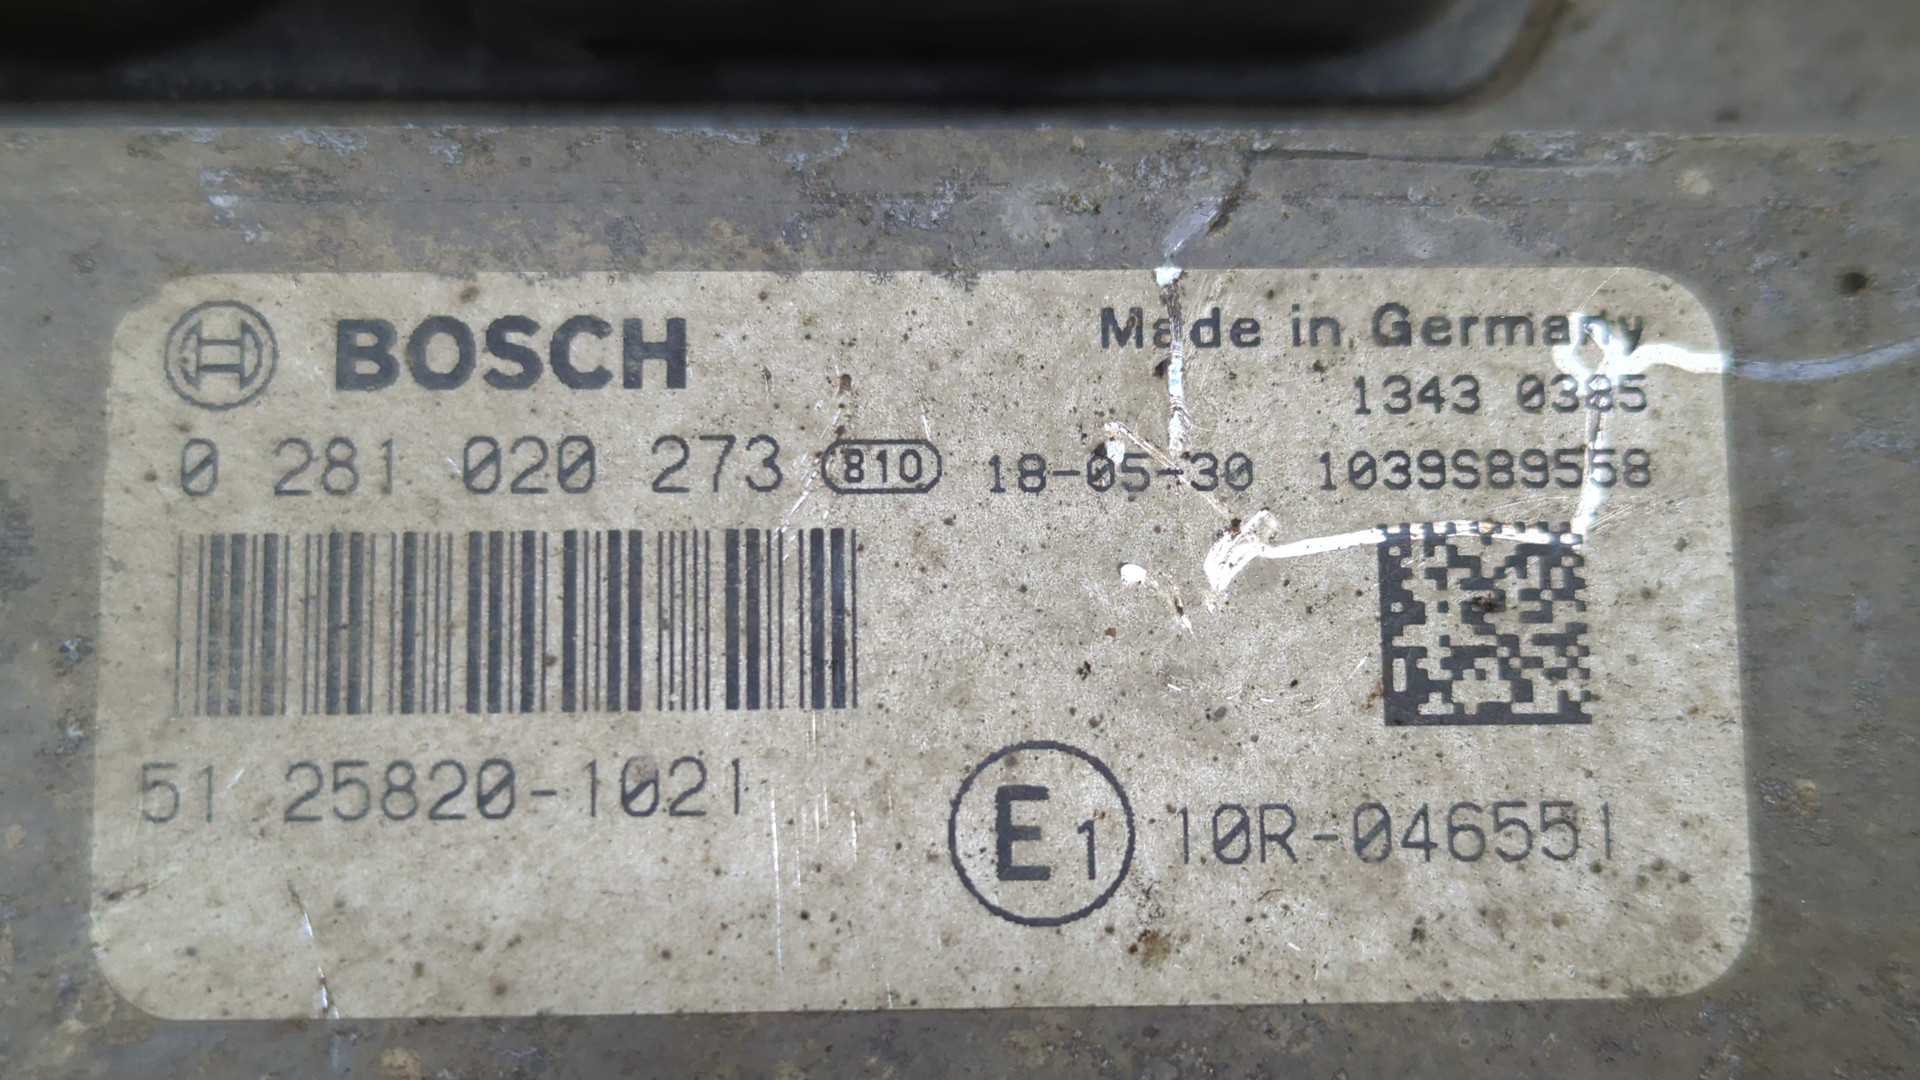 BOSCH
Made in Germany
1343 0385
0 281 020 273 810 18-05-30 1039S89558
51 25820-1021
E1 10R-046551